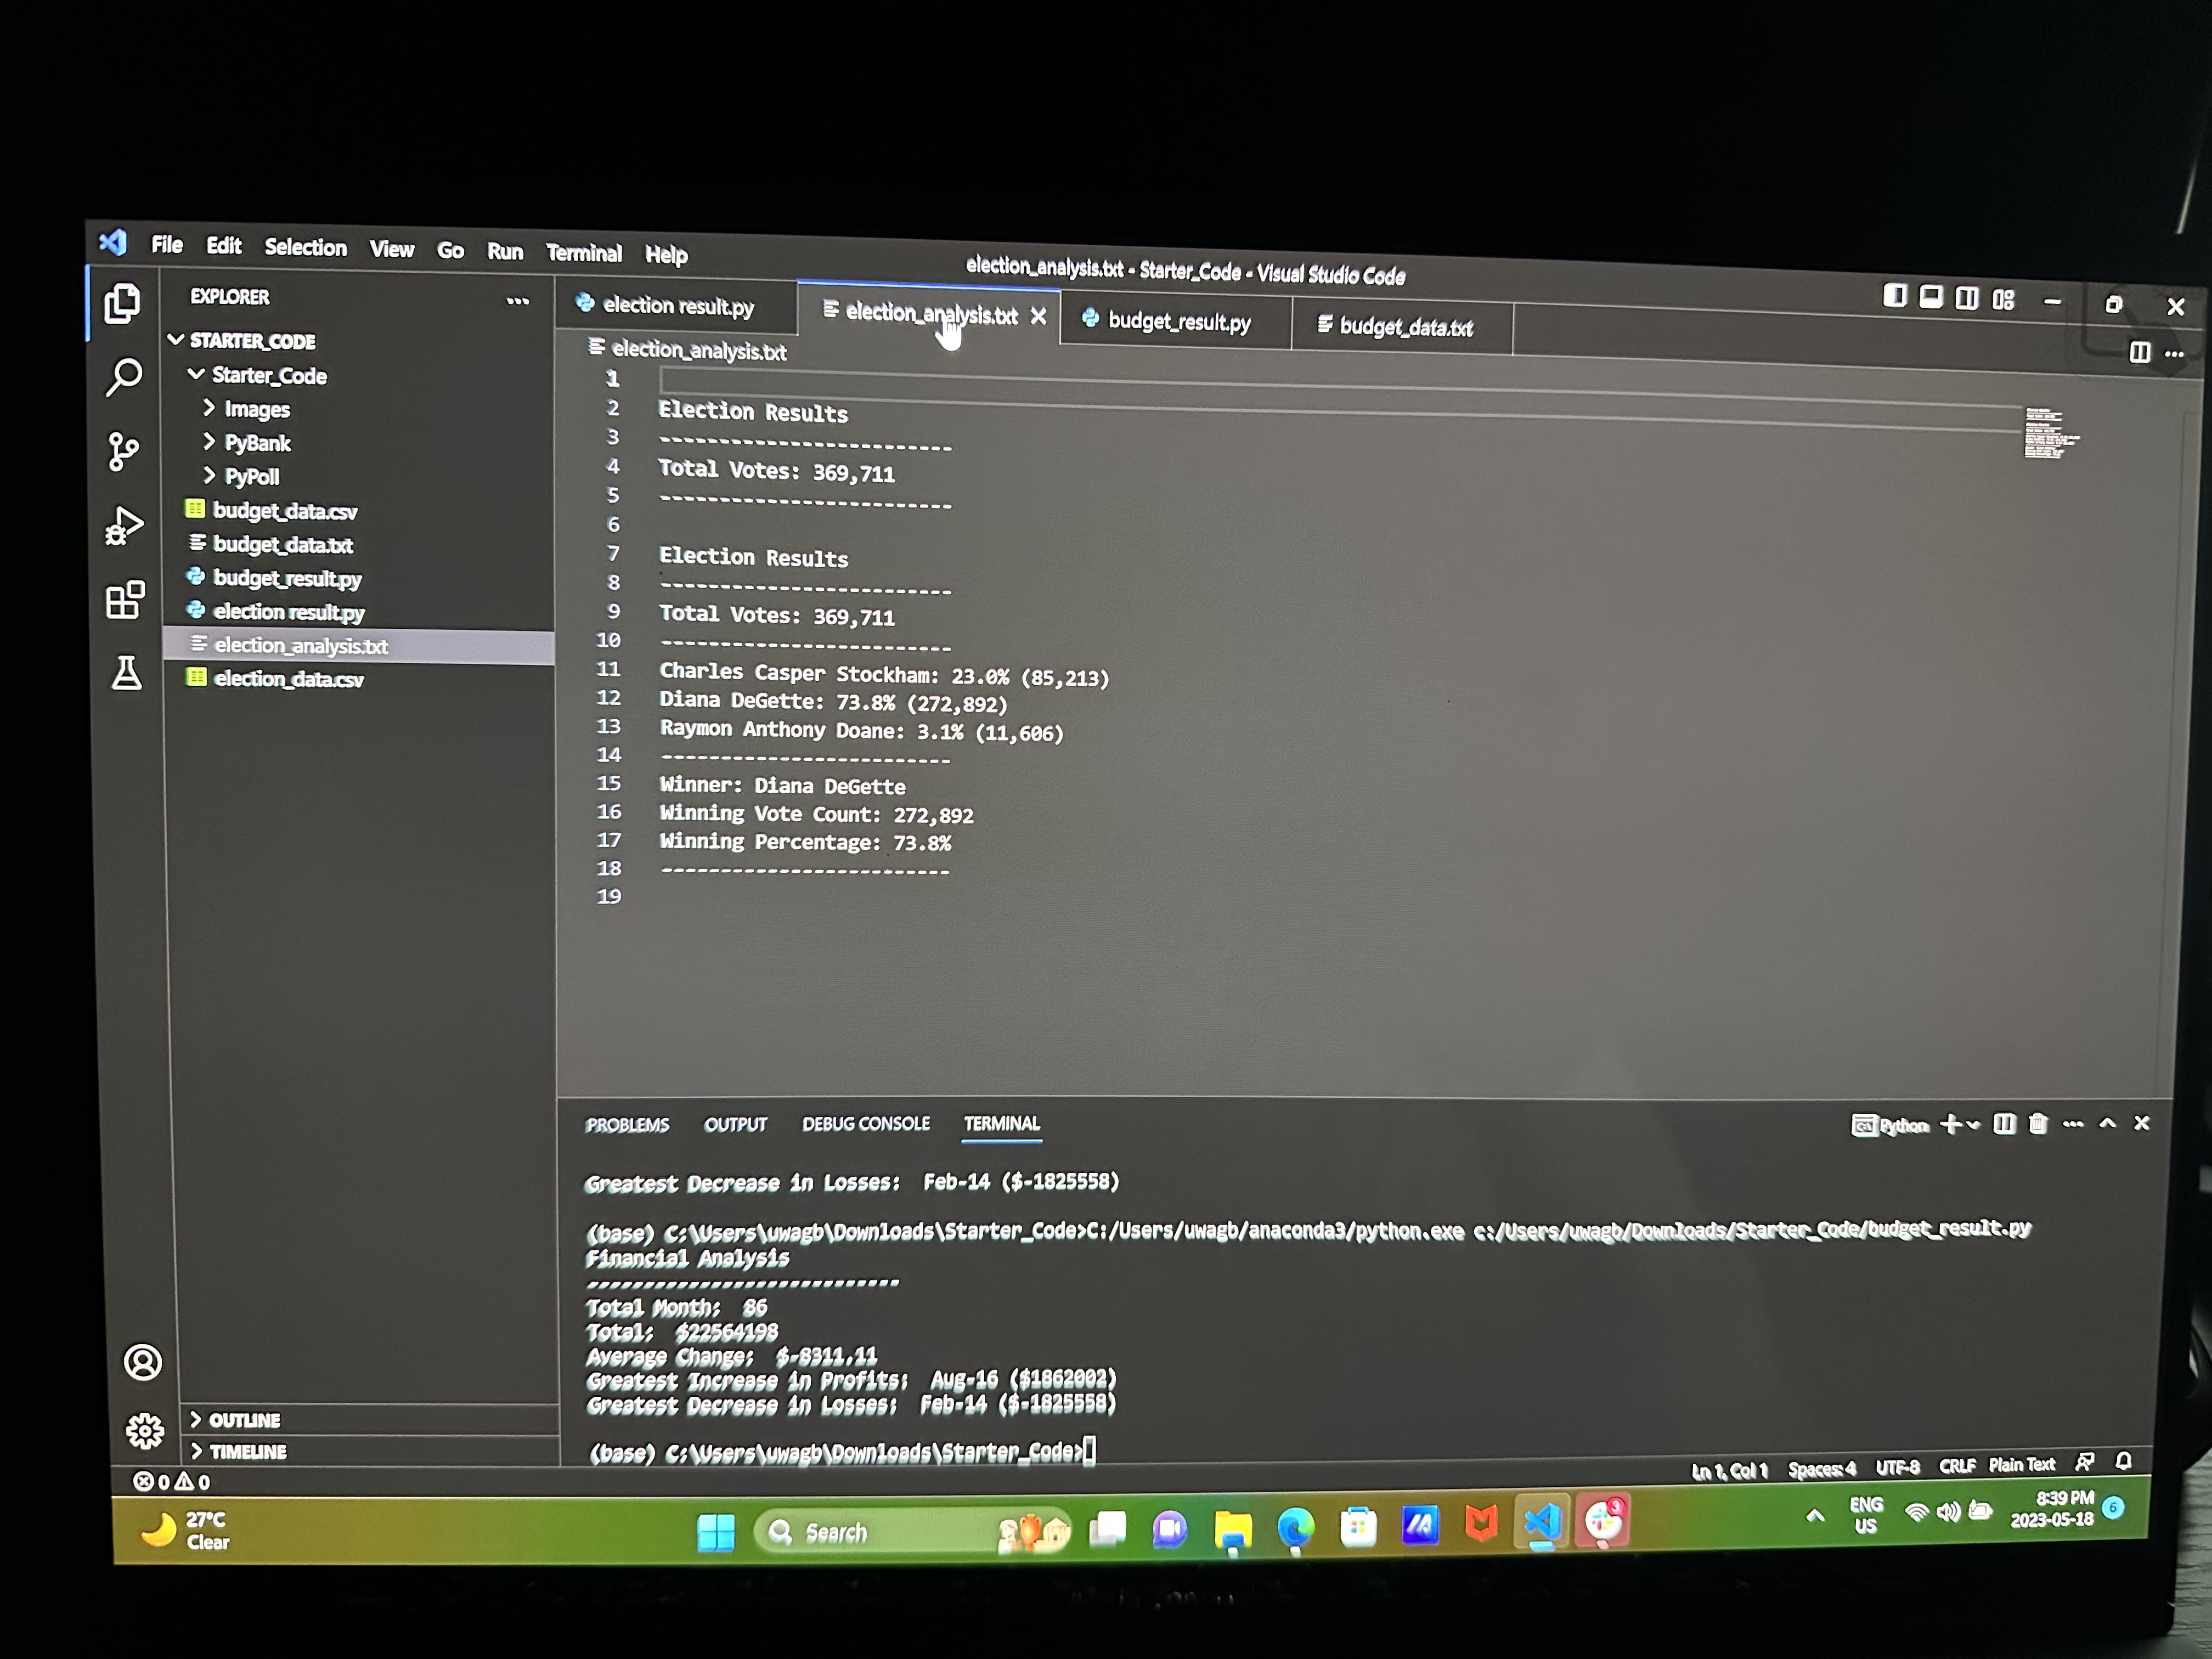 File Edit Selection View Go Run Terminal Help
election_analysis.txt - Starter_Code - Visual Studio Code
EXPLORER
STARTER_CODE
Starter_Code
Images
PyBank
PyPoll
budget_data.csv
budget_data.txt
budget_result.py
election result.py
election_analysis.txt
election_data.csv
OUTLINE
TIMELINE
election result.py
election_analysis.txt
budget_result.py
budget_data.txt
election_analysis.txt
1
2 Election Results
3 -------------------------
4 Total Votes: 369,711
5 -------------------------
6
7 Election Results
8 -------------------------
9 Total Votes: 369,711
10 -------------------------
11 Charles Casper Stockham: 23.0% (85,213)
12 Diana DeGette: 73.8% (272,892)
13 Raymon Anthony Doane: 3.1% (11,606)
14 -------------------------
15 Winner: Diana DeGette
16 Winning Vote Count: 272,892
17 Winning Percentage: 73.8%
18 -------------------------
19
PROBLEMS OUTPUT DEBUG CONSOLE TERMINAL
Python
Greatest Decrease in Losses:  Feb-14 ($-1825558)
(base) C:\Users\uwagb\Downloads\Starter_Code>C:/Users/uwagb/anaconda3/python.exe c:/Users/uwagb/Downloads/Starter_Code/budget_result.py
Financial Analysis
----------------------------
Total Month:  86
Total:  $22564198
Average Change:  $-8311.11
Greatest Increase in Profits:  Aug-16 ($1862002)
Greatest Decrease in Losses:  Feb-14 ($-1825558)
(base) C:\Users\uwagb\Downloads\Starter_Code>
0 0
Ln 1, Col 1 Spaces: 4 UTF-8 CRLF Plain Text
27°C
Clear
Search
3
ENG
US
8:39 PM
2023-05-18
6